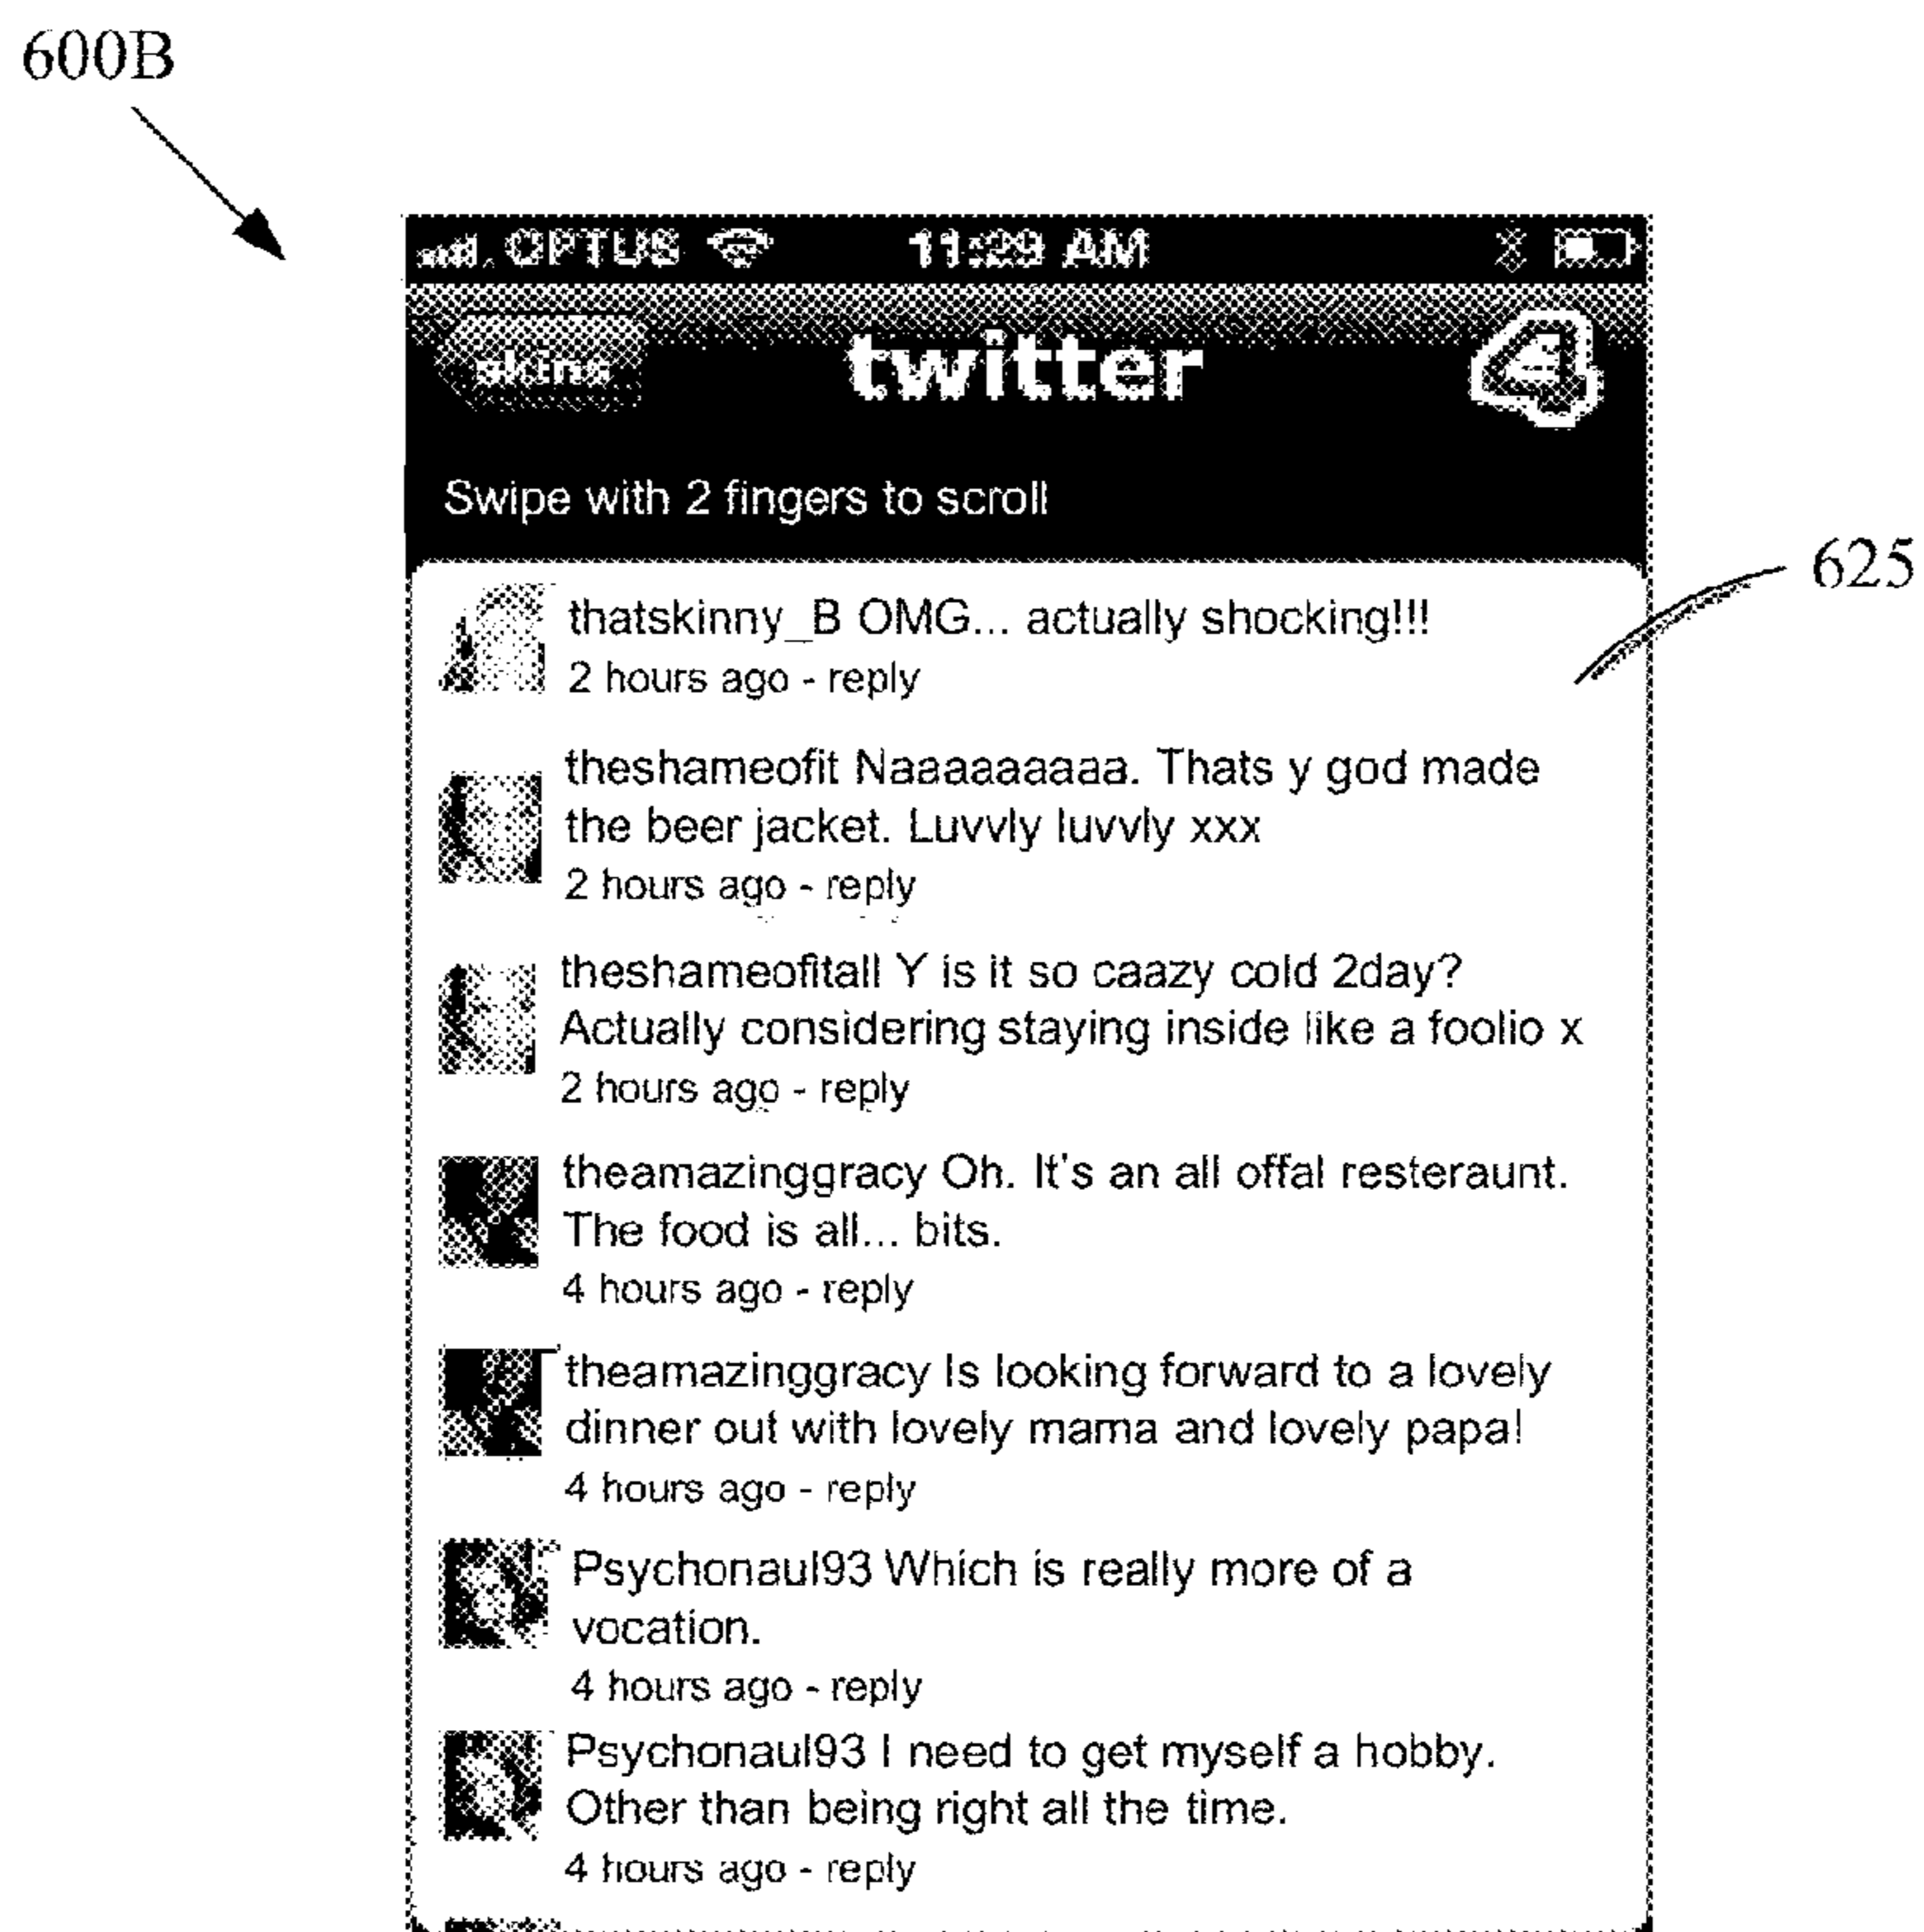 600B
OPTUS 11:29 AM
skins twitter
Swipe with 2 fingers to scroll
625
thatskinny_B OMG... actually shocking!!!
2 hours ago - reply
theshameofit Naaaaaaaaa. Thats y god made
the beer jacket. Luvvly luvvly xxx
2 hours ago - reply
theshameofitall Y is it so caazy cold 2day?
Actually considering staying inside like a foolio x
2 hours ago - reply
theamazinggracy Oh. It's an all offal resteraunt.
The food is all... bits.
4 hours ago - reply
theamazinggracy Is looking forward to a lovely
dinner out with lovely mama and lovely papa!
4 hours ago - reply
Psychonaul93 Which is really more of a
vocation.
4 hours ago - reply
Psychonaul93 I need to get myself a hobby.
Other than being right all the time.
4 hours ago - reply